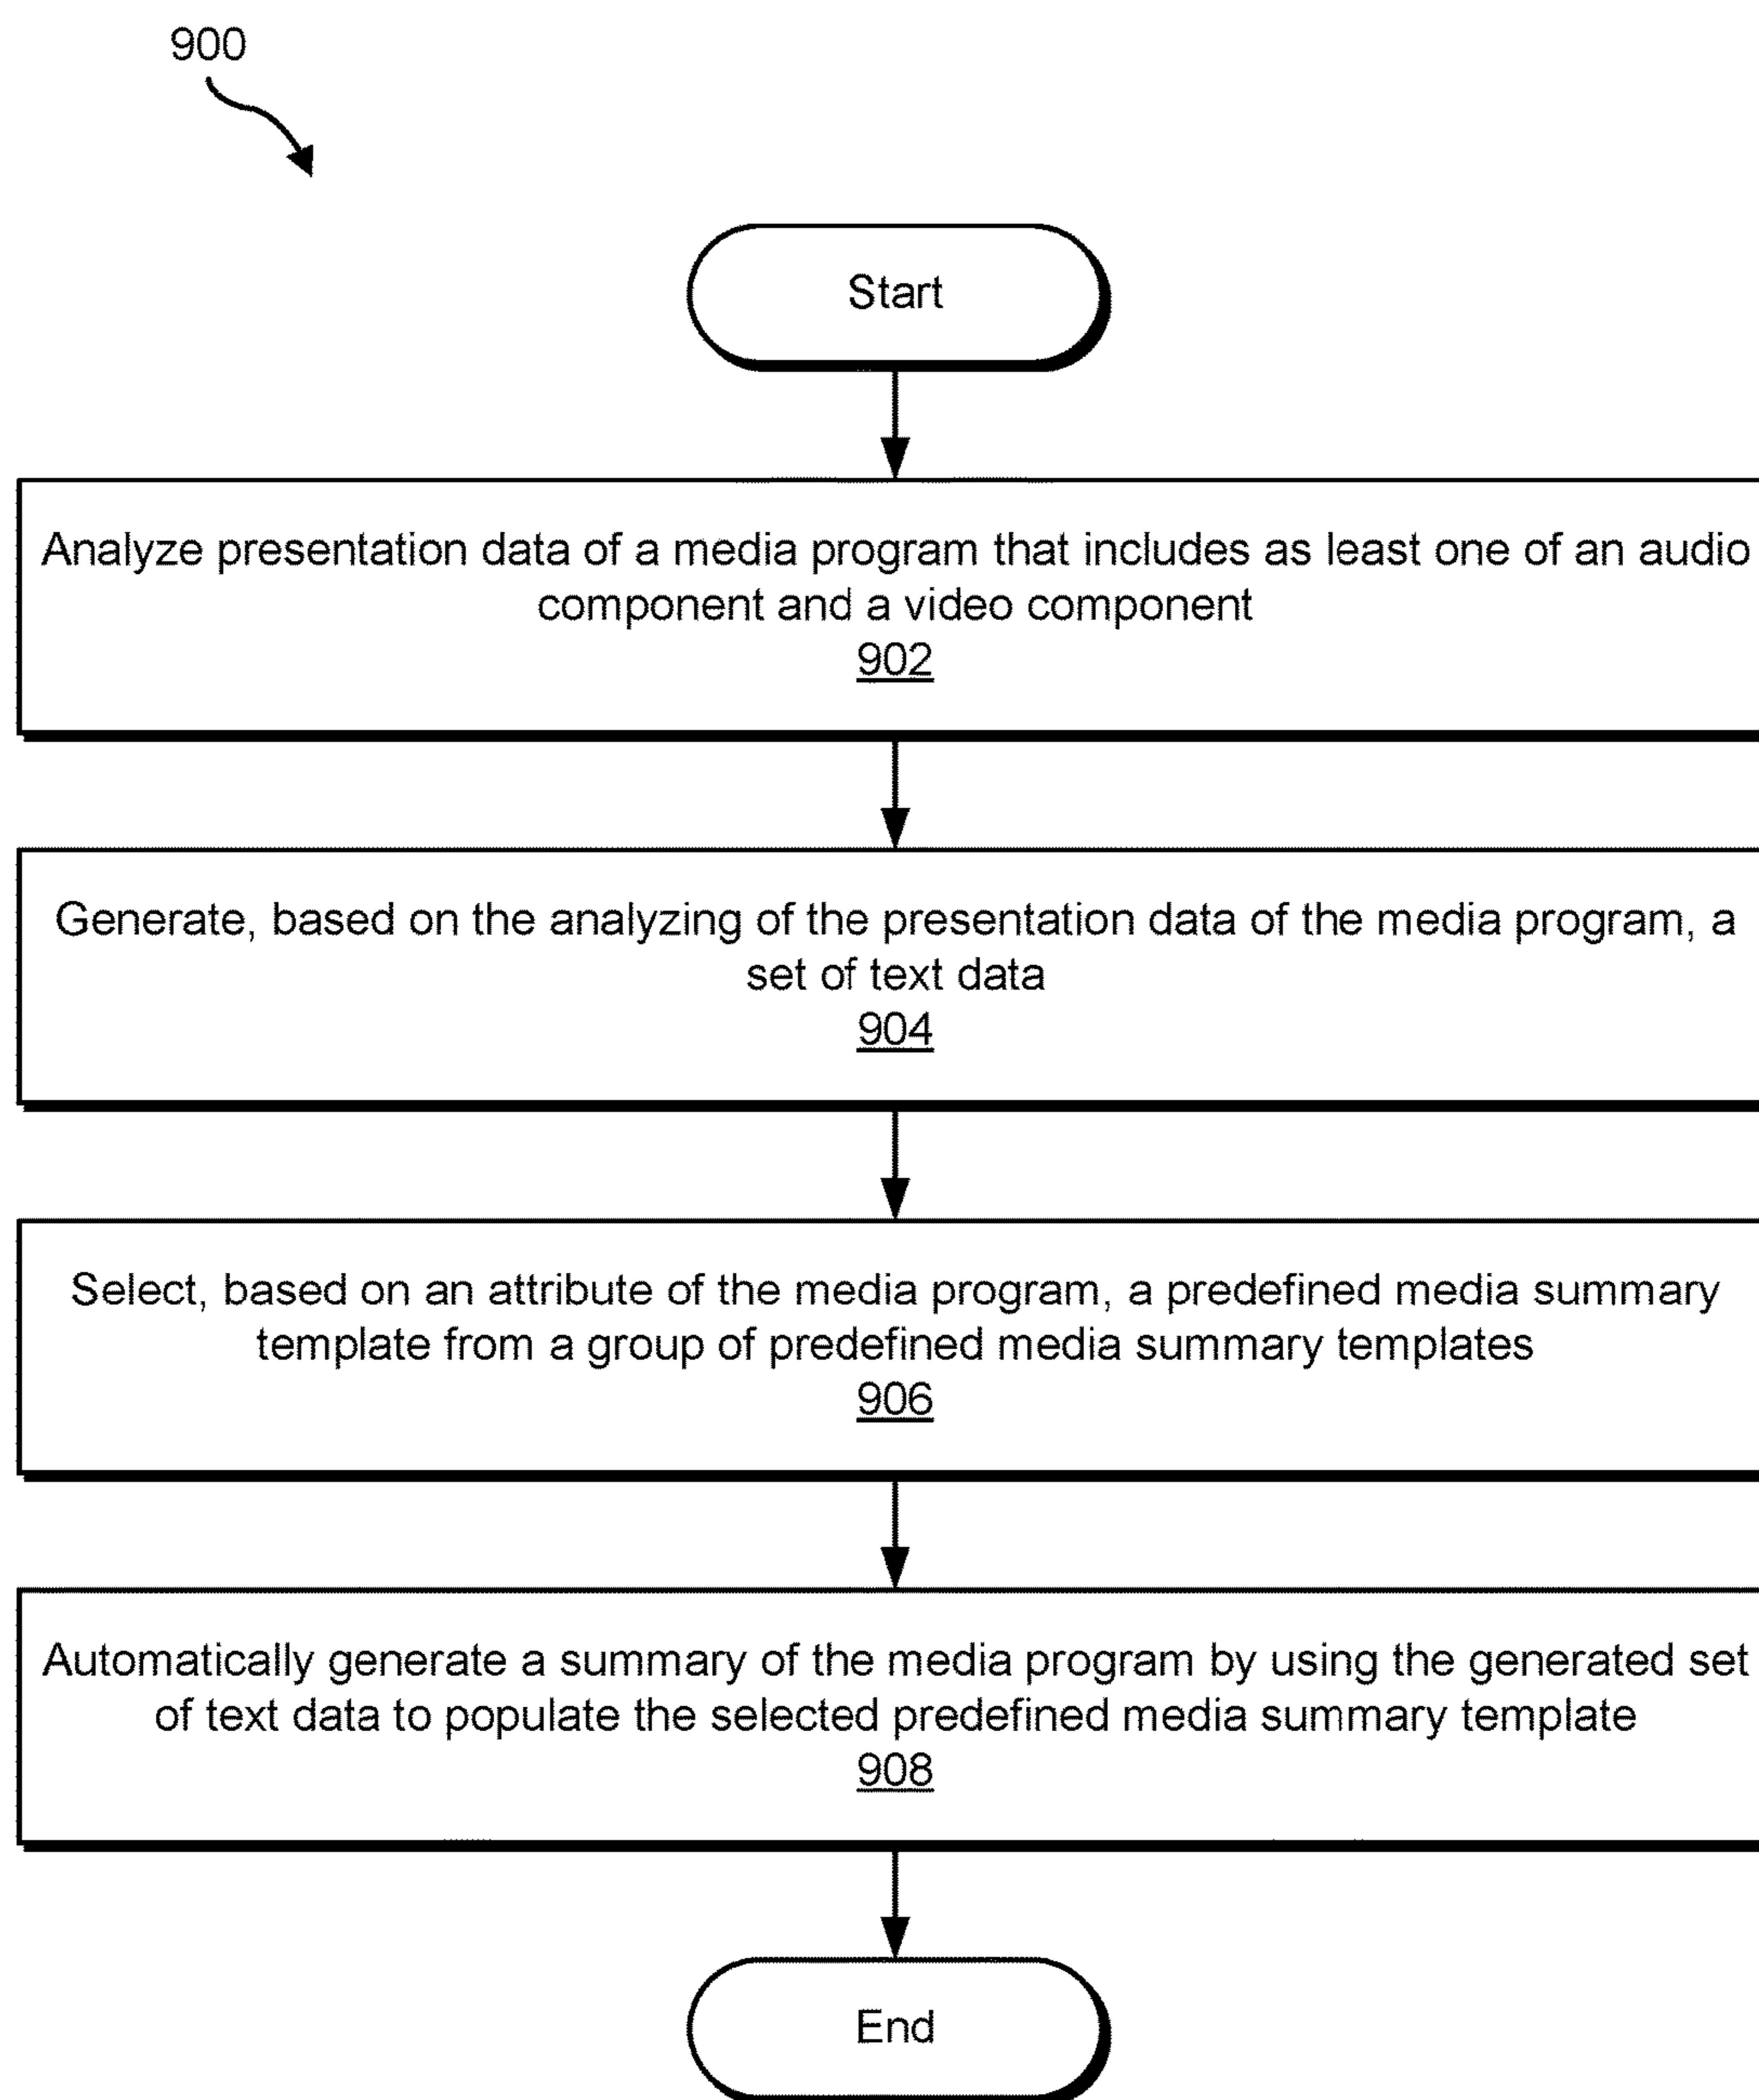 900
Start
Analyze presentation data of a media program that includes as least one of an audio
component and a video component
902
Generate, based on the analyzing of the presentation data of the media program, a
set of text data
904
Select, based on an attribute of the media program, a predefined media summary
template from a group of predefined media summary templates
906
Automatically generate a summary of the media program by using the generated set
of text data to populate the selected predefined media summary template
908
End